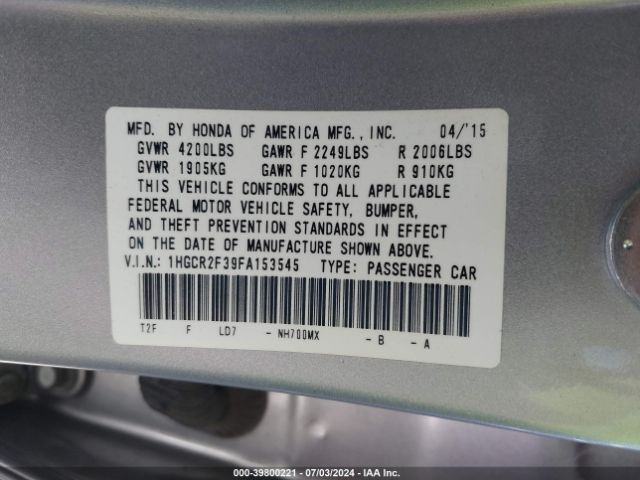 MFD. BY HONDA OF AMERICA MFG., INC. 04/'15
GVWR 4200LBS GAWR F 2249LBS R 2006LBS
GVWR 1905KG GAWR F 1020KG R 910KG
THIS VEHICLE CONFORMS TO ALL APPLICABLE
FEDERAL MOTOR VEHICLE SAFETY, BUMPER,
AND THEFT PREVENTION STANDARDS IN EFFECT
ON THE DATE OF MANUFACTURE SHOWN ABOVE.
V.I.N.: 1HGCR2F39FA153545 TYPE: PASSENGER CAR
T2F F LD7 - NH700MX - B - A
000-39800221 - 07/03/2024 - IAA Inc.